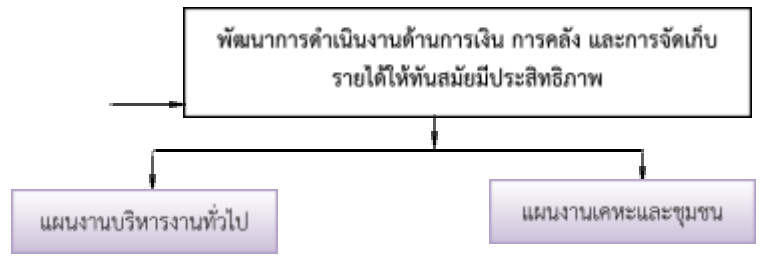 พัฒนาการดำเนินงานด้านการเงิน การคลัง และการจัดเก็บ
รายได้ให้ทันสมัยมีประสิทธิภาพ
แผนงานบริหารงานทั่วไป
แผนงานเคหะและชุมชน